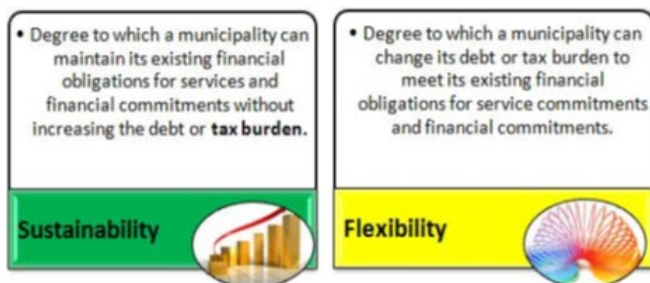 • Degree to which a municipality can
maintain its existing financial
obligations for services and
financial commitments without
increasing the debt or tax burden.
Sustainability
• Degree to which a municipality can
change its debt or tax burden to
meet its existing financial
obligations for service commitments
and financial commitments.
Flexibility